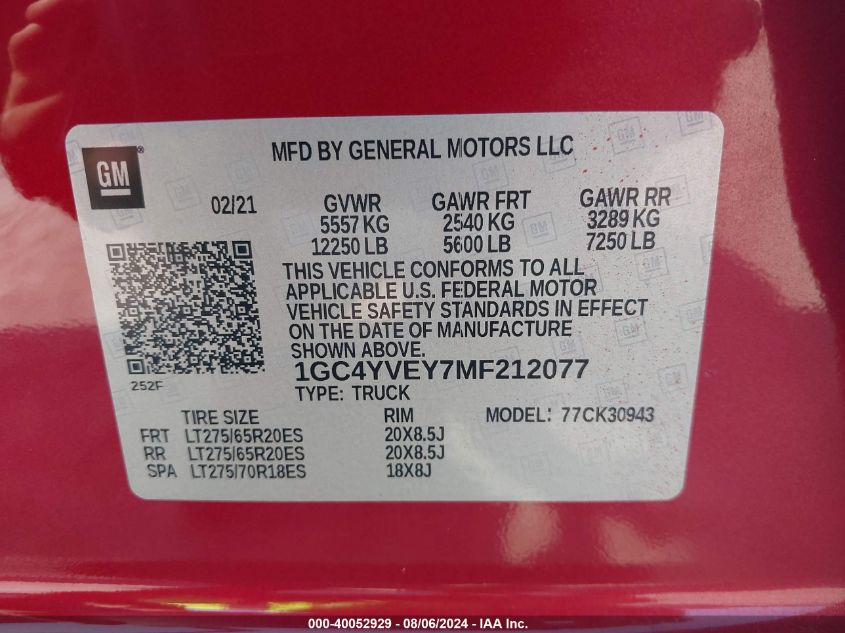 MFD BY GENERAL MOTORS LLC
GM
02/21
GVWR GAWR FRT GAWR RR
5557 KG 2540 KG 3289 KG
12250 LB 5600 LB 7250 LB
THIS VEHICLE CONFORMS TO ALL
APPLICABLE U.S. FEDERAL MOTOR
VEHICLE SAFETY STANDARDS IN EFFECT
ON THE DATE OF MANUFACTURE
SHOWN ABOVE.
1GC4YVEY7MF212077
252F
TYPE: TRUCK
TIRE SIZE RIM MODEL: 77CK30943
FRT LT275/65R20ES 20X8.5J
RR LT275/65R20ES 20X8.5J
SPA LT275/70R18ES 18X8J
000-40052929 - 08/06/2024 - IAA Inc.